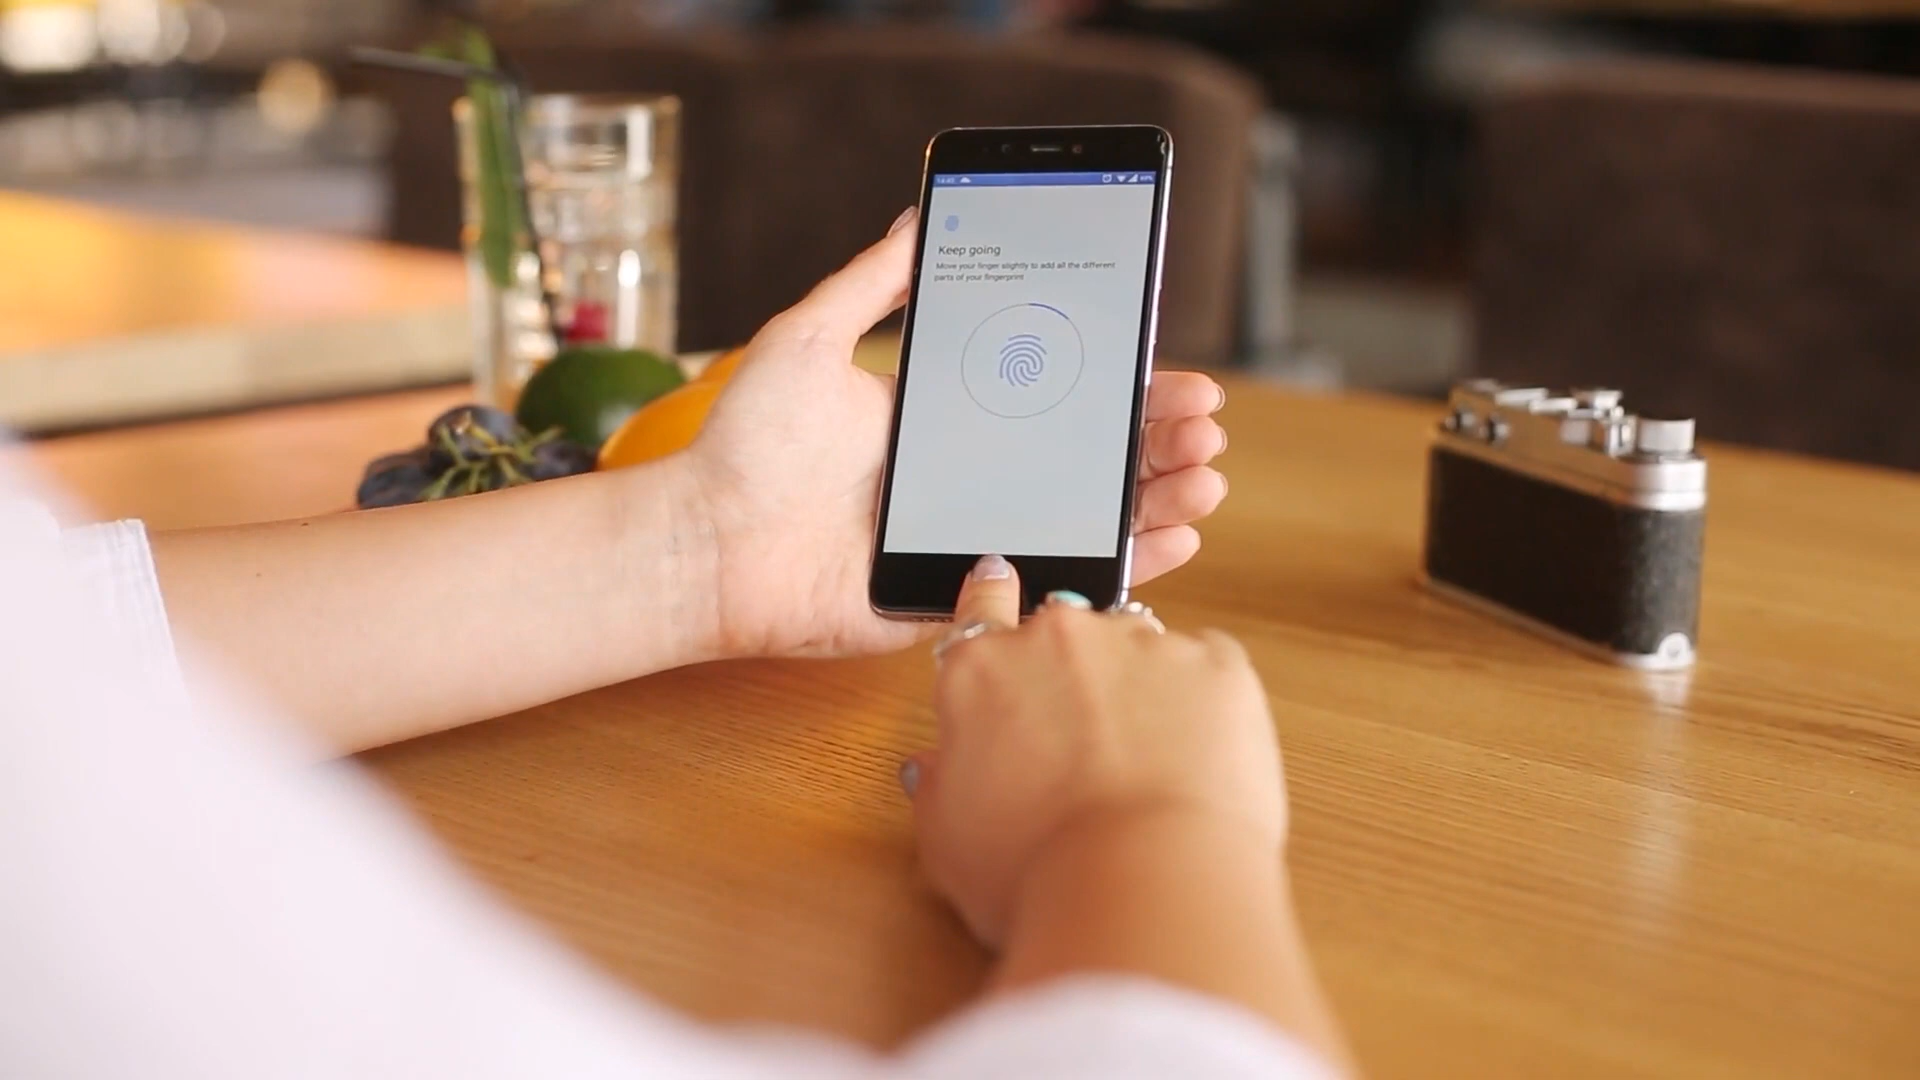 Keep going
Move your finger slightly to add all the different
parts of your fingerprint